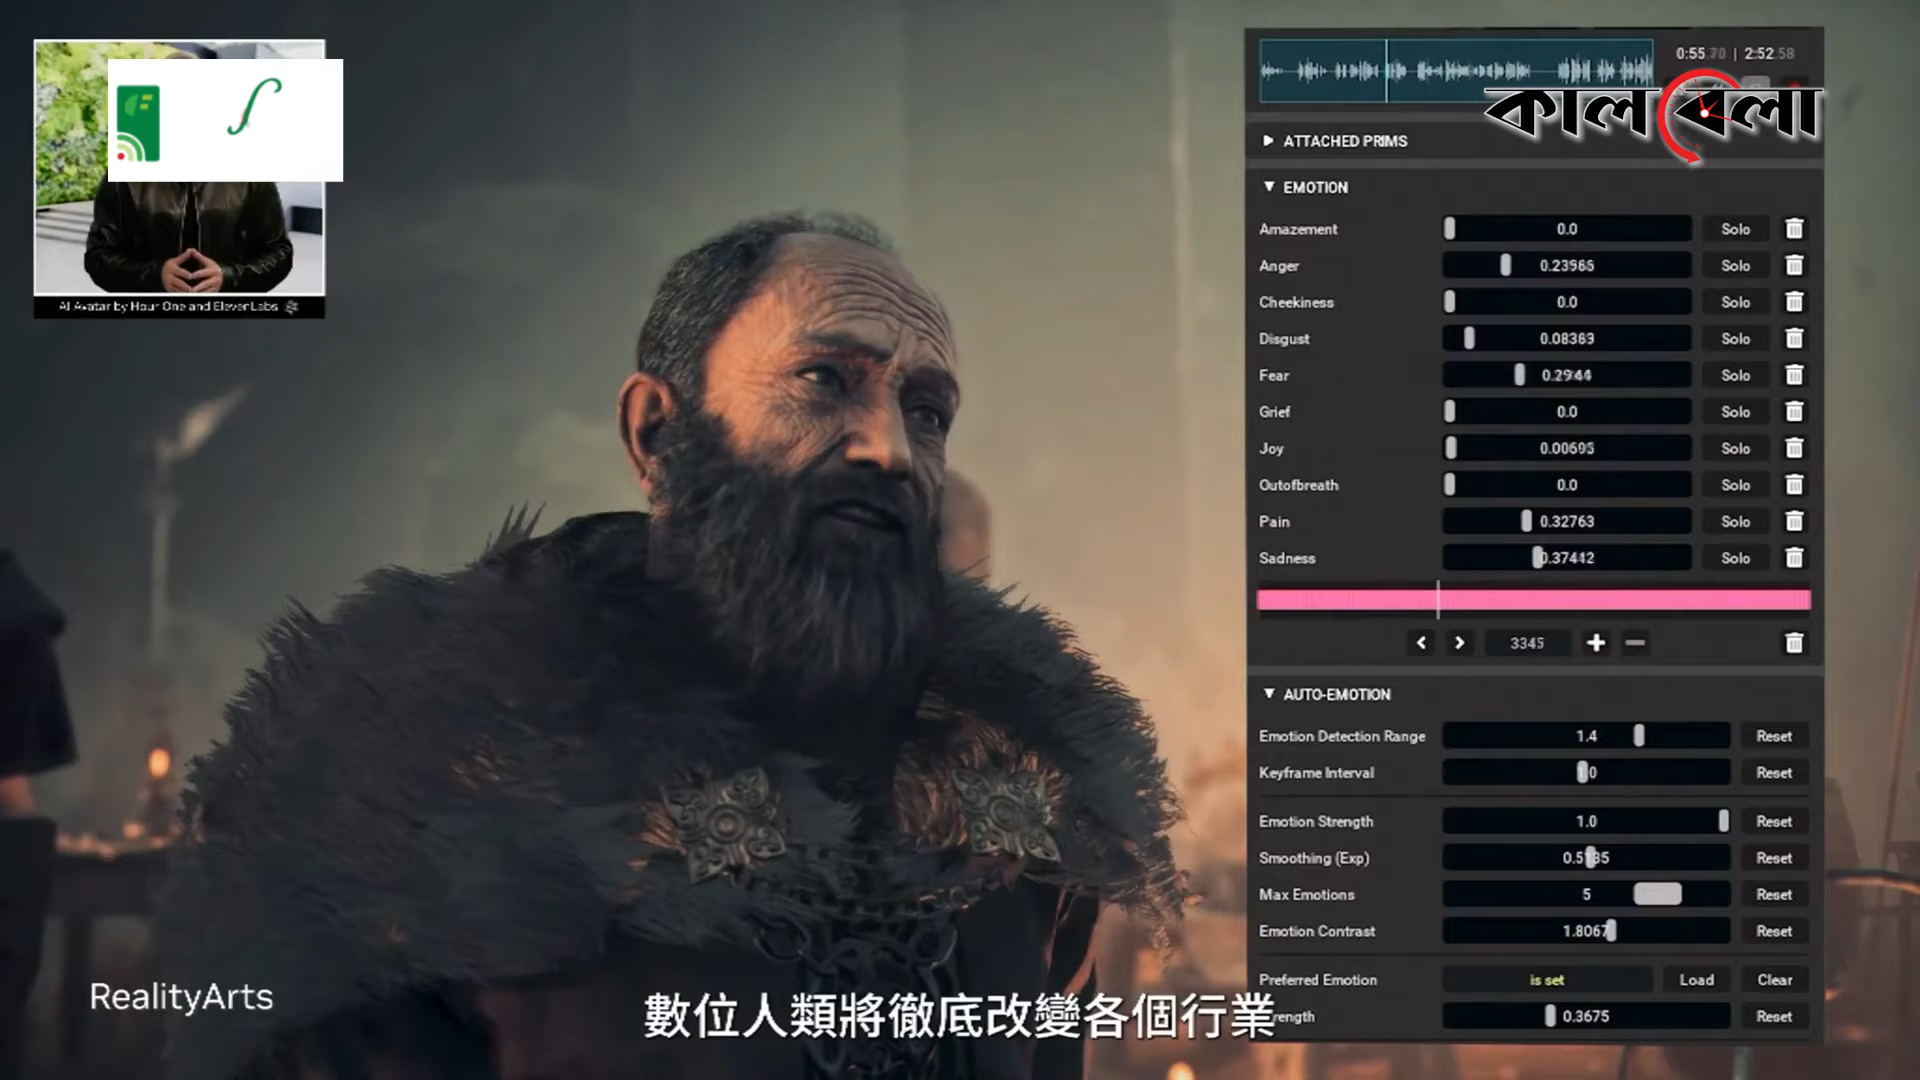 0:55.70 | 2:52.58
কালবেলা
ATTACHED PRIMS
EMOTION
Amazement 0.0 Solo
Anger 0.23565 Solo
Cheekiness 0.0 Solo
Disgust 0.08383 Solo
Fear 0.2944 Solo
Grief 0.0 Solo
Joy 0.00695 Solo
Outofbreath 0.0 Solo
Pain 0.32763 Solo
Sadness 0.37442 Solo
3345
AUTO-EMOTION
Emotion Detection Range 1.4 Reset
Keyframe Interval Reset
Emotion Strength 1.0 Reset
Smoothing (Exp) Reset
Max Emotions 5 Reset
Emotion Contrast 1.8067 Reset
Preferred Emotion is set Load Clear
0.3675 Reset
AI Avatar by Hour One and ElevenLabs
RealityArts
數位人類將徹底改變各個行業